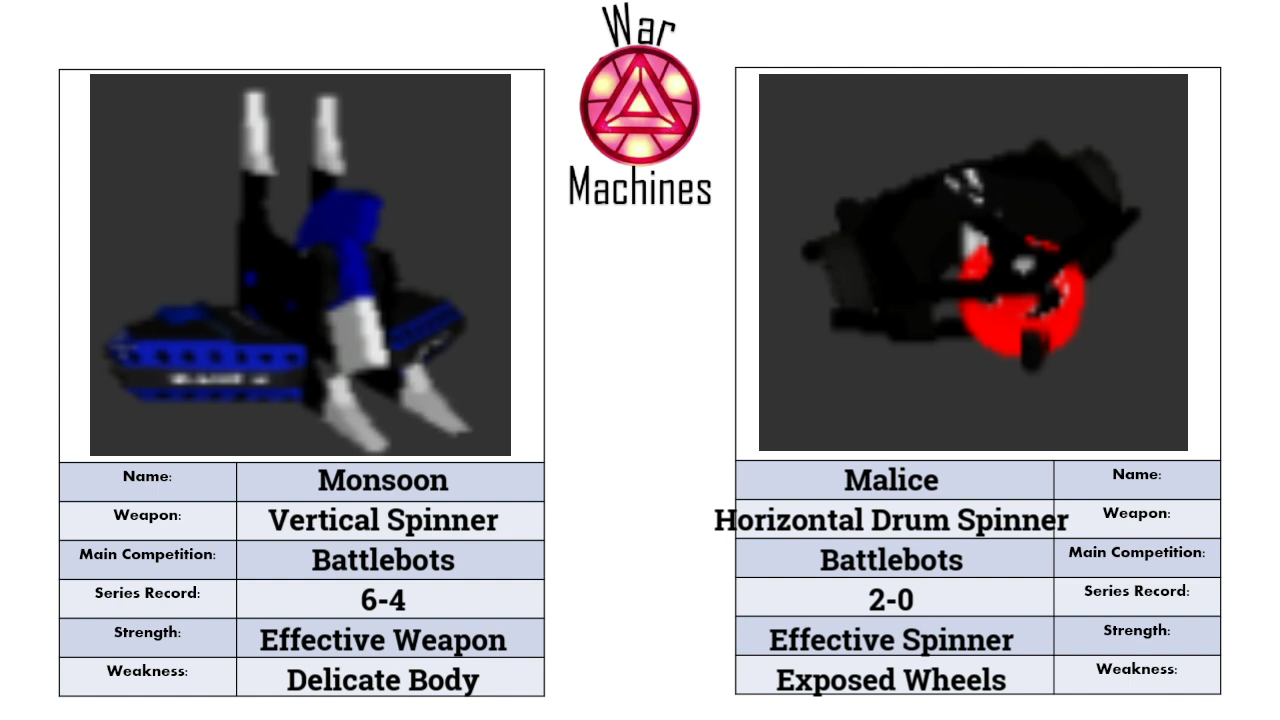 War
Machines
Name: Monsoon
Weapon: Vertical Spinner
Main Competition: Battlebots
Series Record: 6-4
Strength: Effective Weapon
Weakness: Delicate Body
Malice Name:
Horizontal Drum Spinner Weapon:
Battlebots Main Competition:
2-0 Series Record:
Effective Spinner Strength:
Exposed Wheels Weakness: